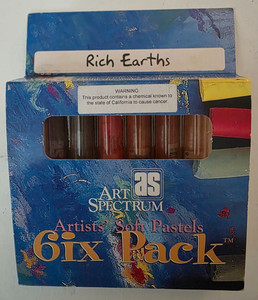 Rich Earths
WARNING:
This product contains a chemical known to
the state of California to cause cancer.
as
ART
SPECTRUM
Artists' Soft Pastels
6ix Pack™